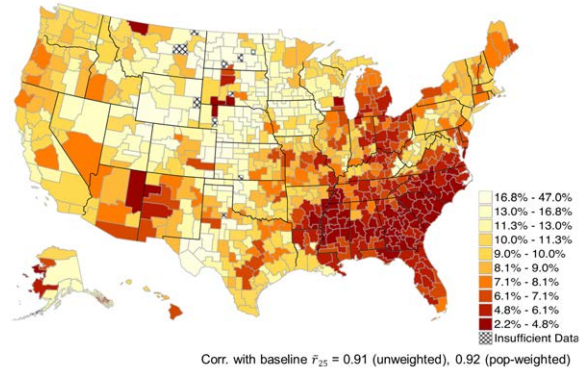 16.8% - 47.0%
13.0% - 16.8%
11.3% - 13.0%
10.0% - 11.3%
9.0% - 10.0%
8.1% - 9.0%
7.1% - 8.1%
6.1% - 7.1%
4.8% - 6.1%
2.2% - 4.8%
Insufficient Data
Corr. with baseline r̄₂₅ = 0.91 (unweighted), 0.92 (pop-weighted)